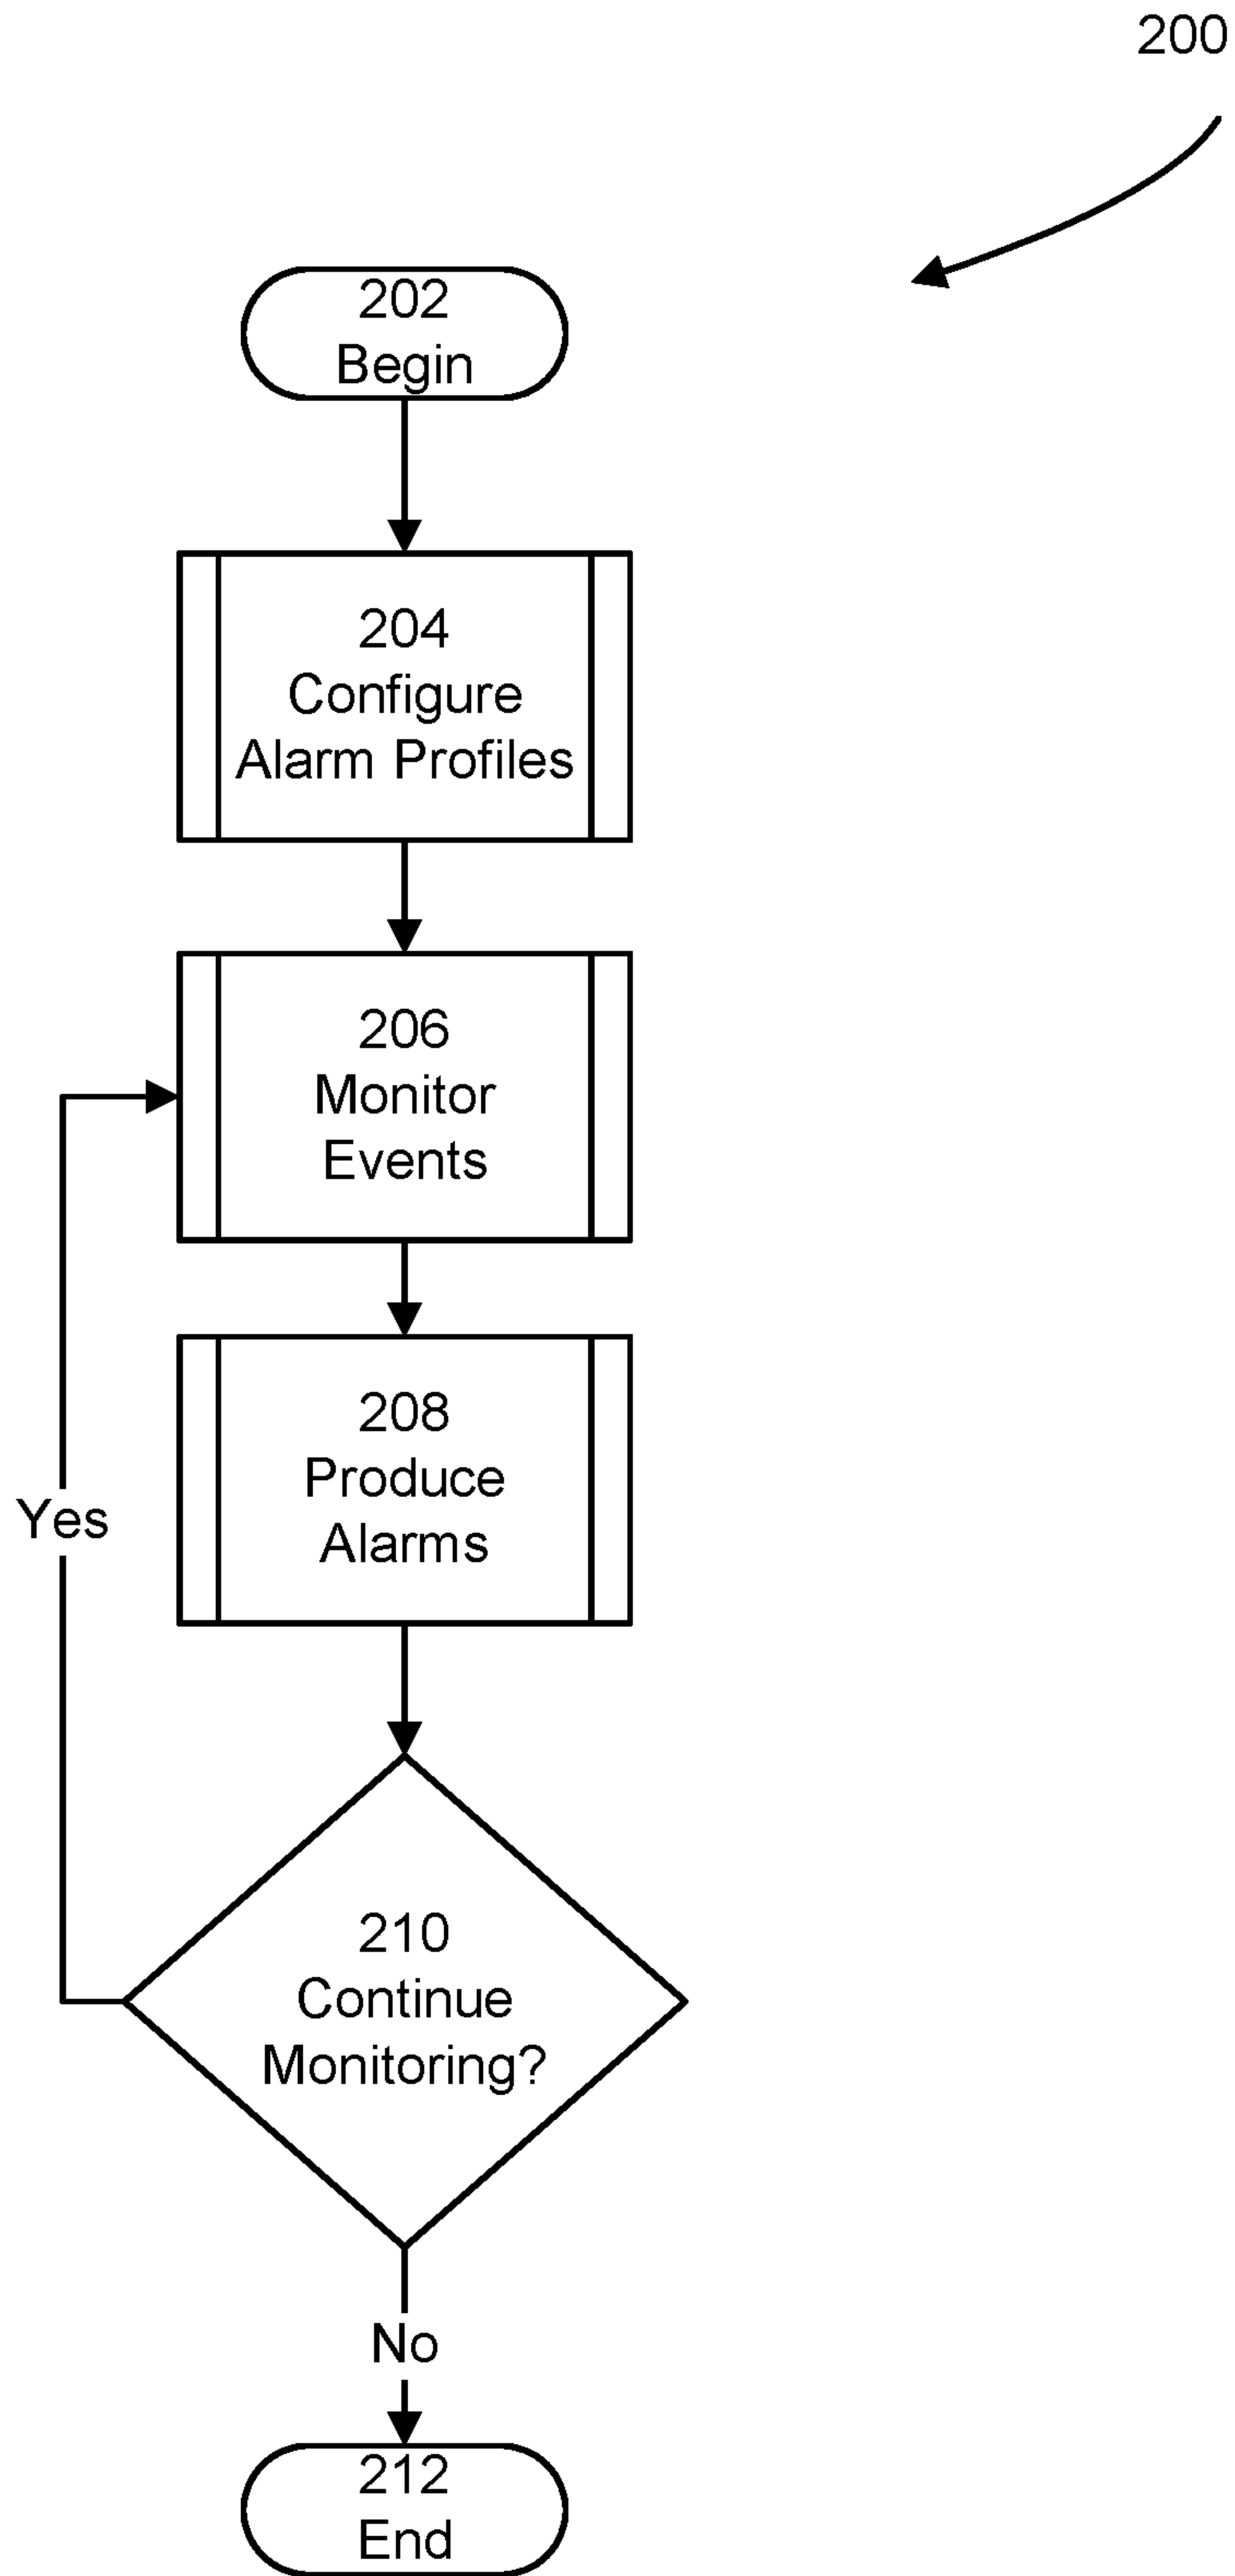 200
202
Begin
204
Configure
Alarm Profiles
206
Monitor
Events
208
Produce
Alarms
Yes
210
Continue
Monitoring?
No
212
End